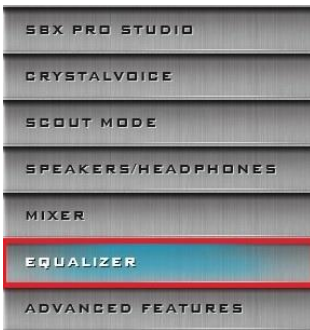 SBX PRO STUDIO
CRYSTALVOICE
SCOUT MODE
SPEAKERS/HEADPHONES
MIXER
EQUALIZER
ADVANCED FEATURES